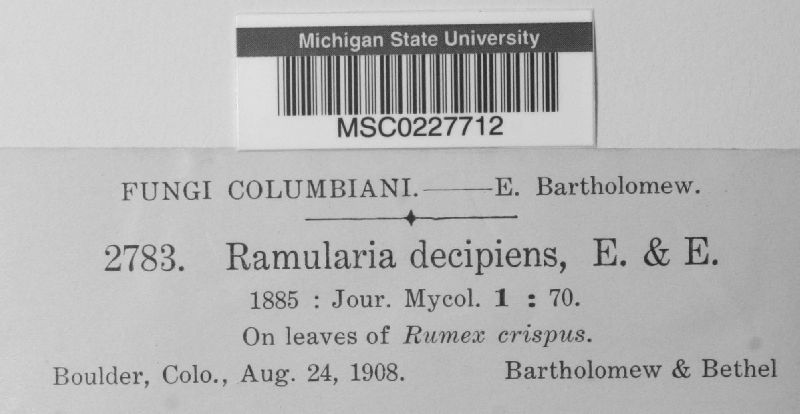 Michigan State University
MSC0227712
FUNGI COLUMBIANI.——E. Bartholomew.
2783. Ramularia decipiens, E. & E.
1885 : Jour. Mycol. 1 : 70.
On leaves of Rumex crispus.
Boulder, Colo., Aug. 24, 1908. Bartholomew & Bethel